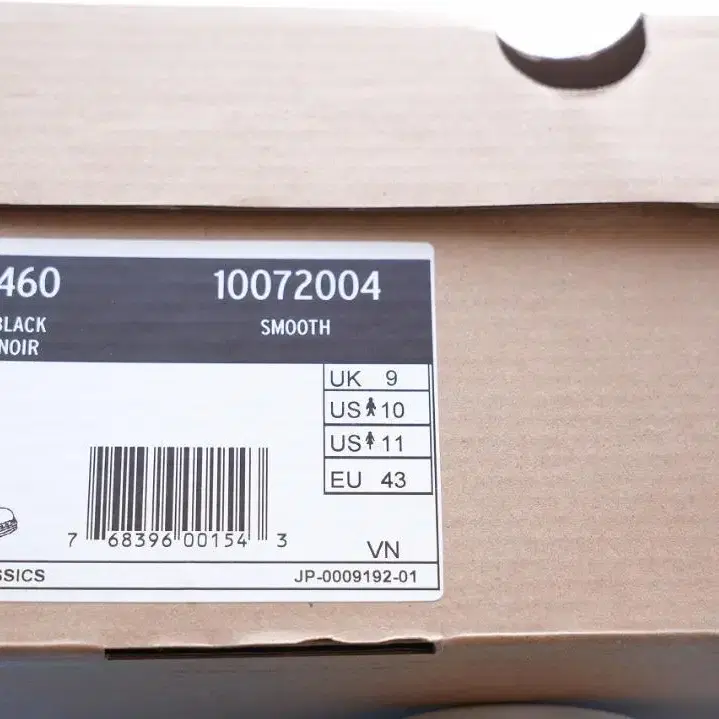 460 10072004
BLACK SMOOTH
NOIR
UK 9
US 10
US 11
EU 43
7 68396 00154 3
VN
SSICS JP-0009192-01